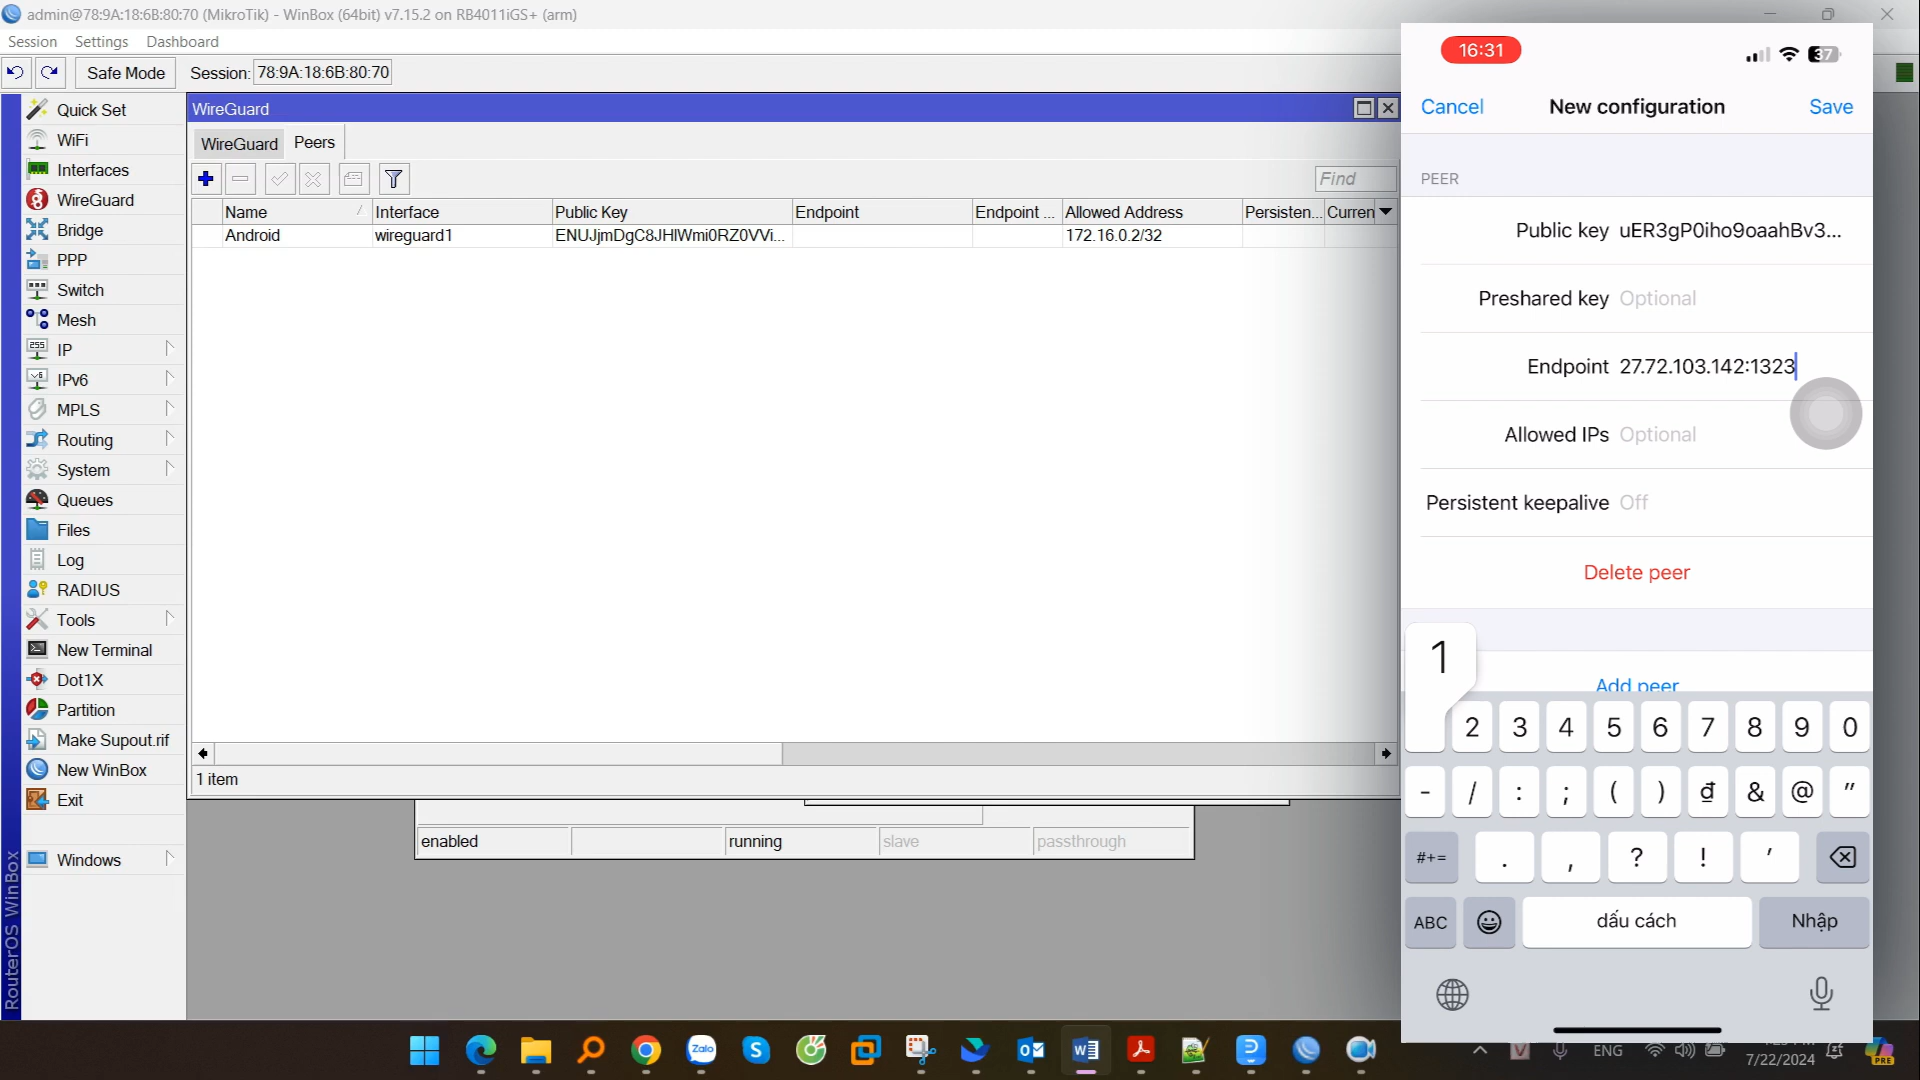 admin@78:9A:18:6B:80:70 (MikroTik) - WinBox (64bit) v7.15.2 on RB4011iGS+ (arm)
Session Settings Dashboard
Safe Mode Session: 78:9A:18:6B:80:70
Quick Set
WiFi
Interfaces
WireGuard
Bridge
PPP
Switch
Mesh
IP
IPv6
MPLS
Routing
System
Queues
Files
Log
RADIUS
Tools
New Terminal
Dot1X
Partition
Make Supout.rif
New WinBox
Exit
Windows
RouterOS WinBox
WireGuard
WireGuard Peers
Find
Name Interface Public Key Endpoint Endpoint ... Allowed Address Persisten... Curren
Android wireguard1 ENUJjmDgC8JHIWmi0RZ0VVi... 172.16.0.2/32
1 item
enabled running slave passthrough
16:31
37
Cancel New configuration Save
PEER
Public key uER3gP0iho9oaahBv3...
Preshared key Optional
Endpoint 27.72.103.142:1323
Allowed IPs Optional
Persistent keepalive Off
Delete peer
Add peer
1
2 3 4 5 6 7 8 9 0
- / : ; ( ) đ & @ "
#+= . , ? ! '
ABC dấu cách Nhập
Zalo
ENG
7/22/2024
PRE